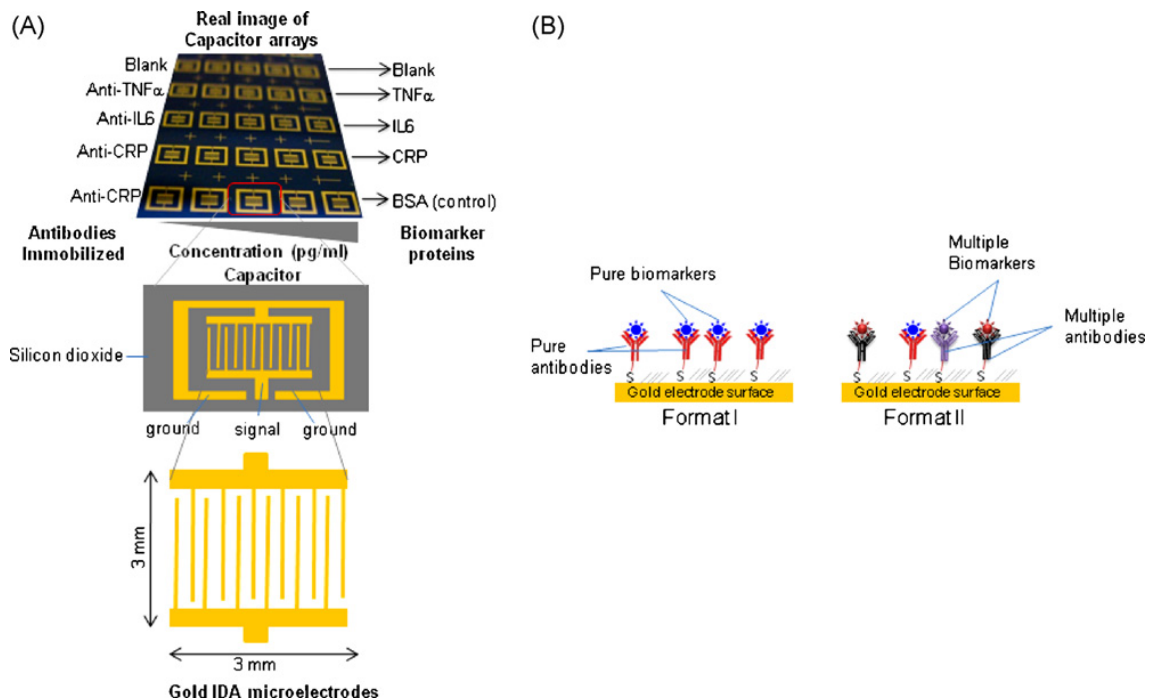 (A)
Real image of
Capacitor arrays
Blank
Blank
Anti-TNFα
TNFα
Anti-IL6
IL6
Anti-CRP
CRP
Anti-CRP
BSA (control)
Antibodies
Immobilized
Concentration (pg/ml)
Biomarker
proteins
Capacitor
Silicon dioxide
ground
signal
ground
3 mm
3 mm
Gold IDA microelectrodes
(B)
Pure biomarkers
Pure
antibodies
S
S
S
S
Gold electrode surface
Format I
Multiple
Biomarkers
Multiple
antibodies
S
S
S
S
Gold electrode surface
Format II